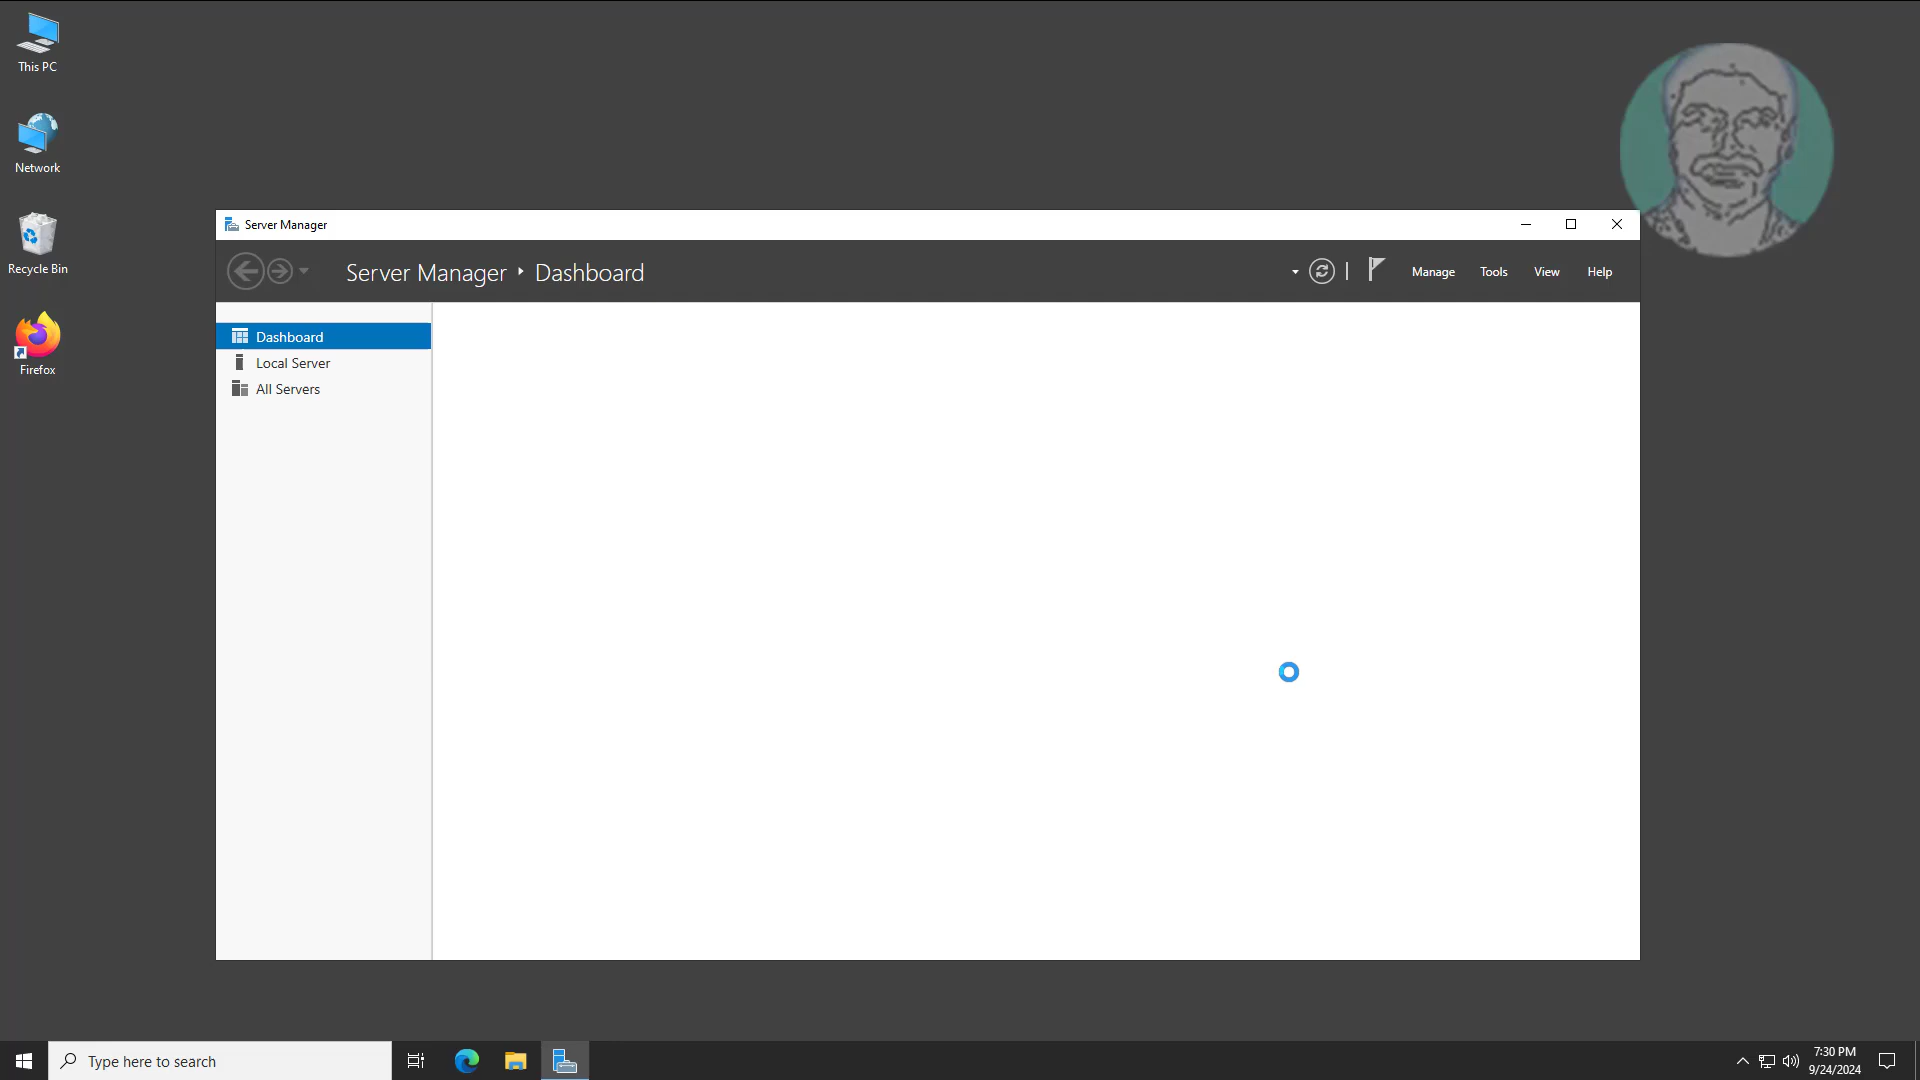 This PC
Network
Recycle Bin
Firefox
Server Manager
Server Manager Dashboard
Manage Tools View Help
Dashboard
Local Server
All Servers
Type here to search
7:30 PM
9/24/2024